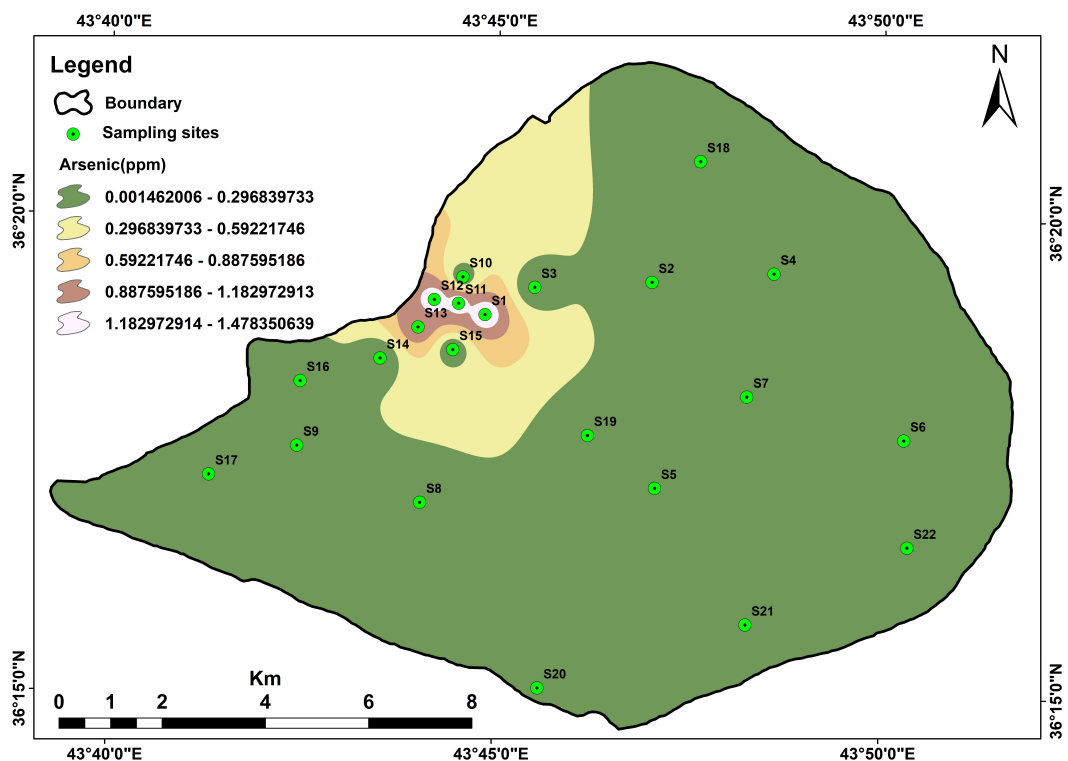 43°40'0"E 43°45'0"E 43°50'0"E
N
Legend
Boundary
Sampling sites
Arsenic(ppm)
0.001462006 - 0.296839733
0.296839733 - 0.59221746
0.59221746 - 0.887595186
0.887595186 - 1.182972913
1.182972914 - 1.478350639
36°20'0"N
36°20'0"N
S18
S10
S3
S2
S4
S12
S11
S1
S13
S15
S14
S16
S7
S19
S9
S6
S17
S8
S5
S22
S21
S20
36°15'0"N
36°15'0"N
Km
0 1 2 4 6 8
43°40'0"E 43°45'0"E 43°50'0"E